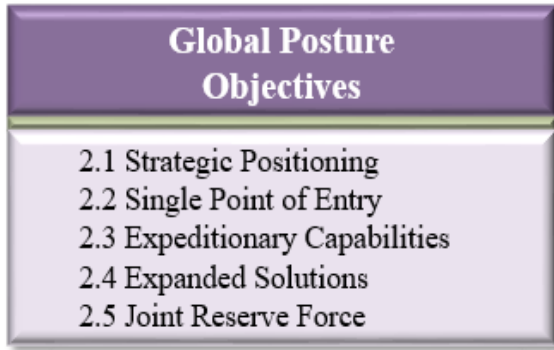 Global Posture
Objectives
2.1 Strategic Positioning
2.2 Single Point of Entry
2.3 Expeditionary Capabilities
2.4 Expanded Solutions
2.5 Joint Reserve Force